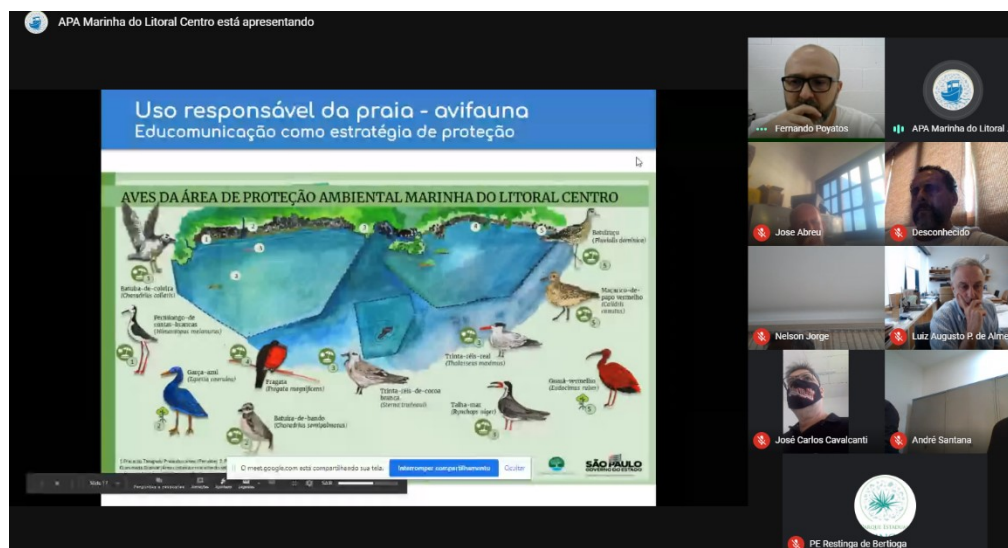 APA Marinha do Litoral Centro está apresentando
Uso responsável da praia - avifauna
Educomunicação como estratégia de proteção
AVES DA ÁREA DE PROTEÇÃO AMBIENTAL MARINHA DO LITORAL CENTRO
Batuíra-de-coleira
(Charadrius collaris)
Pernilongo-de
costas-brancas
(Himantopus melanurus)
Garça-azul
(Egretta caerulea)
Fragata
(Fregata magnificens)
Batuíra-de-bando
(Charadrius semipalmatus)
Trinta-réis-de-coroa
branca
Trinta-réis-real
(Thalasseus maximus)
Talha-mar
(Rynchops niger)
Guará-vermelho
(Eudocimus ruber)
Maçarico-de-
papo vermelho
(Calidris
canutus)
Batuiruçu
(Pluvialis dominica)
O meet.google.com está compartilhando sua tela.
Interromper compartilhamento
Ocultar
SÃO PAULO
GOVERNO DO ESTADO
Fernando Poyatos
APA Marinha do Litoral
Jose Abreu
Desconhecido
Nelson Jorge
Luiz Augusto P. de Alme
José Carlos Cavalcanti
André Santana
PE Restinga de Bertioga